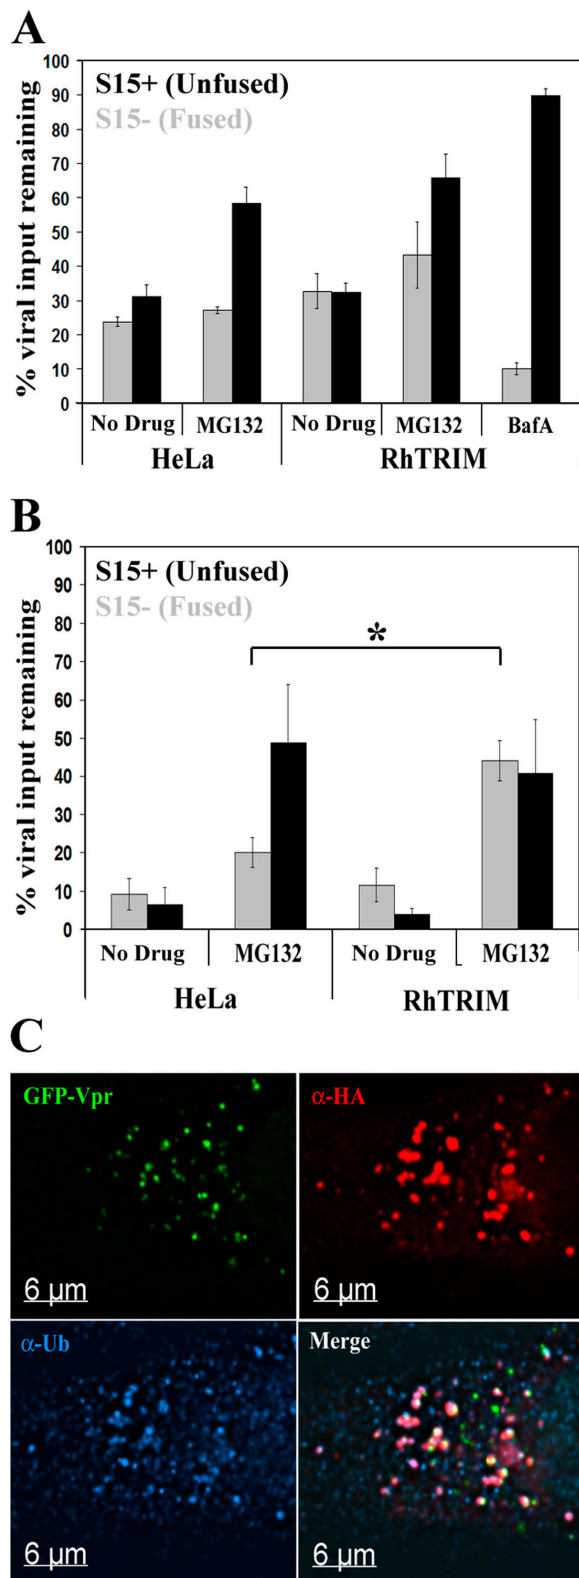 A
100
90
80
70
60
50
40
30
20
10
0
% viral input remaining
S15+ (Unfused)
S15- (Fused)
No Drug MG132 No Drug MG132 BafA
HeLa RhTRIM
B
100
90
80
70
60
50
40
30
20
10
0
% viral input remaining
S15+ (Unfused)
S15- (Fused)
*
No Drug MG132 No Drug MG132
HeLa RhTRIM
C
GFP-Vpr
6 µm
α-HA
6 µm
α-Ub
6 µm
Merge
6 µm